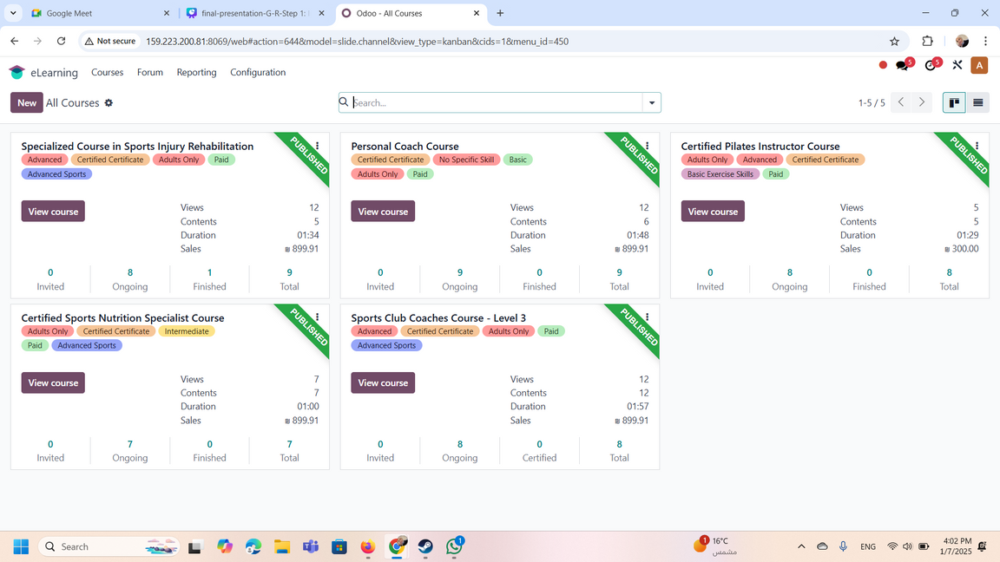 Google Meet
final-presentation-G-R-Step 1:
Odoo - All Courses
Not secure
159.223.200.81:8069/web#action=644&model=slide.channel&view_type=kanban&cids=1&menu_id=450
eLearning
Courses
Forum
Reporting
Configuration
5
5
A
New
All Courses
Search...
1-5 / 5
Specialized Course in Sports Injury Rehabilitation
PUBLISHED
Advanced
Certified Certificate
Adults Only
Paid
Advanced Sports
View course
Views 12
Contents 5
Duration 01:34
Sales ₪ 899.91
0 8 1 9
Invited Ongoing Finished Total
Personal Coach Course
PUBLISHED
Certified Certificate
No Specific Skill
Basic
Adults Only
Paid
View course
Views 12
Contents 6
Duration 01:48
Sales ₪ 899.91
0 9 0 9
Invited Ongoing Finished Total
Certified Pilates Instructor Course
PUBLISHED
Adults Only
Advanced
Certified Certificate
Basic Exercise Skills
Paid
View course
Views 5
Contents 5
Duration 01:29
Sales ₪ 300.00
0 8 0 8
Invited Ongoing Finished Total
Certified Sports Nutrition Specialist Course
PUBLISHED
Adults Only
Certified Certificate
Intermediate
Paid
Advanced Sports
View course
Views 7
Contents 7
Duration 01:00
Sales ₪ 899.91
0 7 0 7
Invited Ongoing Finished Total
Sports Club Coaches Course - Level 3
PUBLISHED
Advanced
Certified Certificate
Adults Only
Paid
Advanced Sports
View course
Views 12
Contents 12
Duration 01:57
Sales ₪ 899.91
0 8 0 8
Invited Ongoing Certified Total
Search
1
1
16°C
مشمس
ENG
4:02 PM
1/7/2025